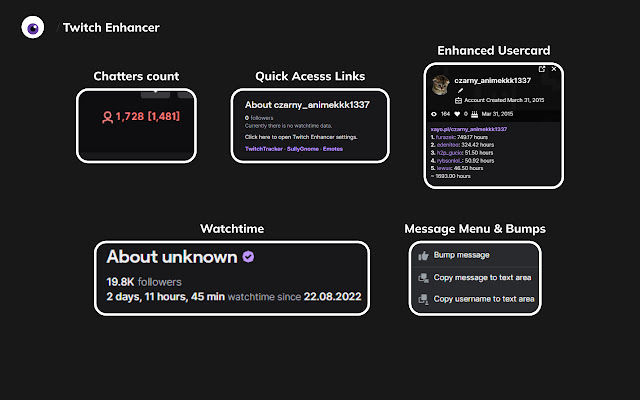 Twitch Enhancer
Enhanced Usercard
Chatters count
Quick Acesss Links
1,728 [1,481]
About czarny_animekkk1337
0 followers
Currently there is no watchtime data.
Click here to open Twitch Enhancer settings.
TwitchTracker · SullyGnome · Emotes
czarny_animekkk1337
Account Created March 31, 2015
164 0 Mar 31, 2015
xayo.pl/czarny_animekkk1337
1. furazek: 749.17 hours
2. edenitoo: 324.42 hours
3. h2p_gucio: 51.50 hours
4. rybsonlol_: 50.92 hours
5. lewus: 46.50 hours
~ 1693.00 hours
Watchtime
Message Menu & Bumps
About unknown
19.8K followers
2 days, 11 hours, 45 min watchtime since 22.08.2022
Bump message
Copy message to text area
Copy username to text area